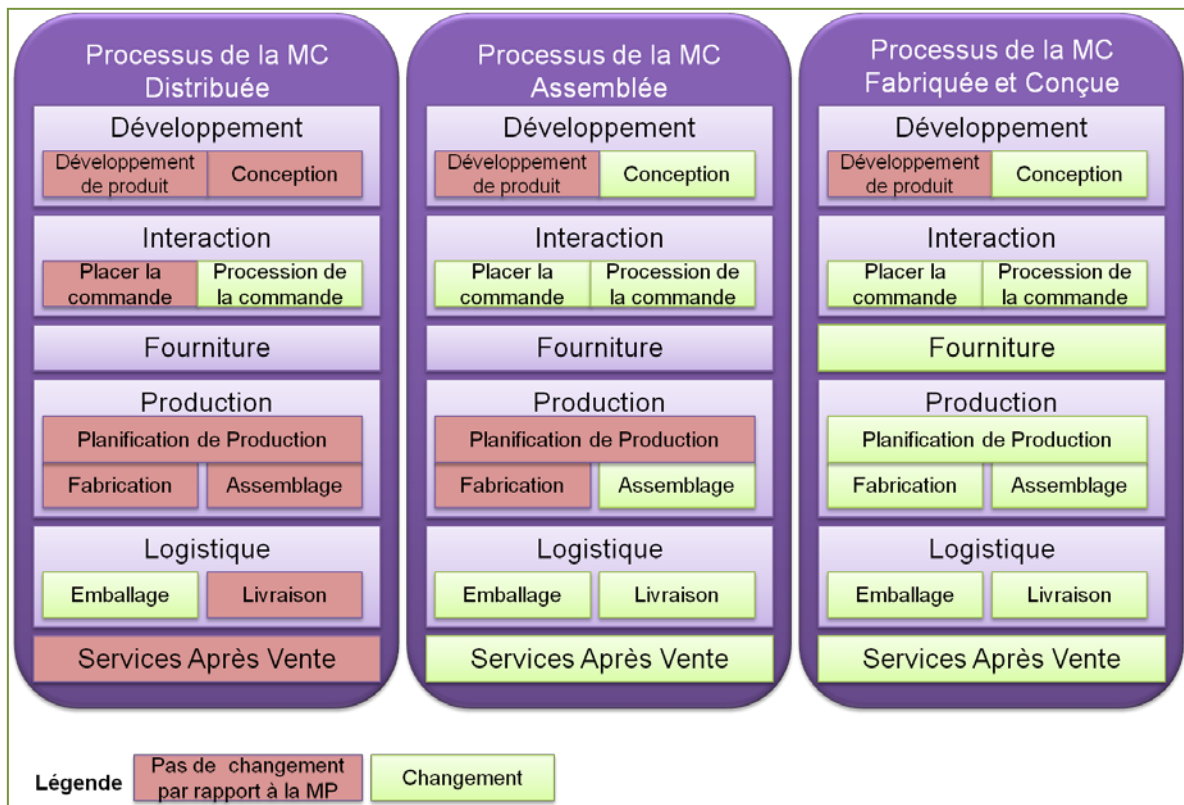 Processus de la MC
Distribuée
Développement
Développement
de produit
Conception
Interaction
Placer la
commande
Procession de
la commande
Fourniture
Production
Planification de Production
Fabrication
Assemblage
Logistique
Emballage
Livraison
Services Après Vente
Processus de la MC
Assemblée
Développement
Développement
de produit
Conception
Interaction
Placer la
commande
Procession de
la commande
Fourniture
Production
Planification de Production
Fabrication
Assemblage
Logistique
Emballage
Livraison
Services Après Vente
Processus de la MC
Fabriquée et Conçue
Développement
Développement
de produit
Conception
Interaction
Placer la
commande
Procession de
la commande
Fourniture
Production
Planification de Production
Fabrication
Assemblage
Logistique
Emballage
Livraison
Services Après Vente
Légende
Pas de changement
par rapport à la MP
Changement